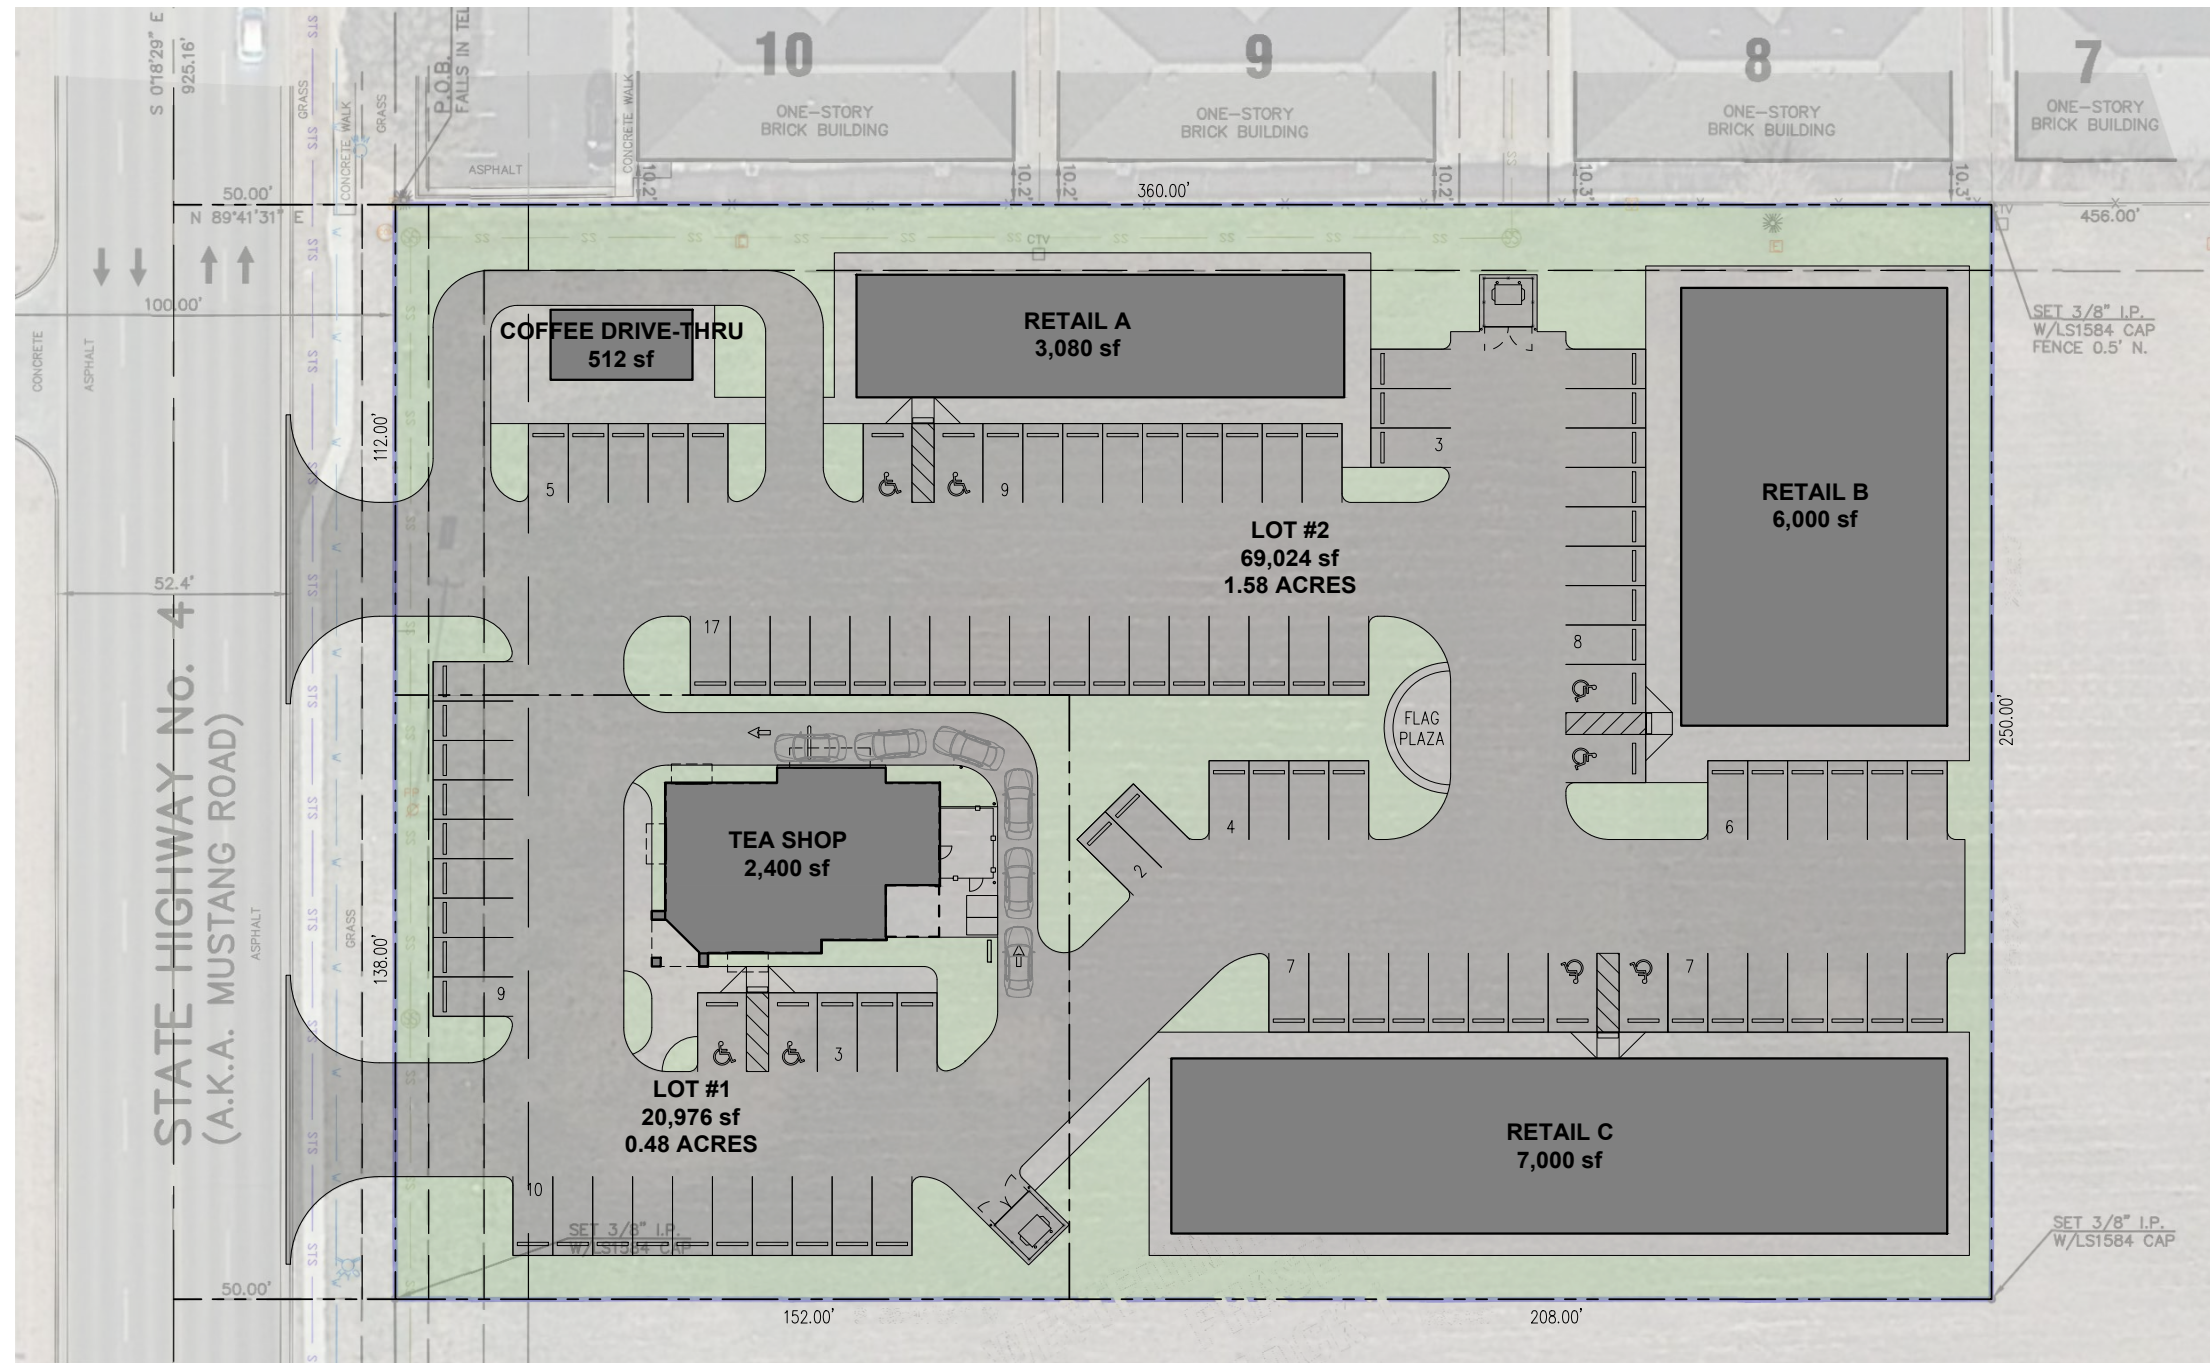 S 0°18'29" E
925.16'
GRASS
CONCRETE WALK
GRASS
P.O.B.
FALLS IN TEL
ASPHALT
CONCRETE WALK
10
ONE-STORY
BRICK BUILDING
9
ONE-STORY
BRICK BUILDING
8
ONE-STORY
BRICK BUILDING
7
ONE-STORY
BRICK BUILDING
10.2'
10.2'
10.2'
10.2'
10.3'
10.3'
50.00'
N 89°41'31" E
360.00'
456.00'
CTV
CTV
100.00'
SET 3/8" I.P.
W/LS1584 CAP
FENCE 0.5' N.
CONCRETE
ASPHALT
112.00'
COFFEE DRIVE-THRU
512 sf
RETAIL A
3,080 sf
RETAIL B
6,000 sf
5
9
3
LOT #2
69,024 sf
1.58 ACRES
52.4'
17
8
FLAG
PLAZA
250.00'
STATE HIGHWAY No. 4
(A.K.A. MUSTANG ROAD)
ASPHALT
GRASS
138.00'
TEA SHOP
2,400 sf
4
2
6
9
3
7
7
LOT #1
20,976 sf
0.48 ACRES
RETAIL C
7,000 sf
10
SET 3/8" I.P.
W/LS1584 CAP
SET 3/8" I.P.
W/LS1584 CAP
50.00'
152.00'
208.00'